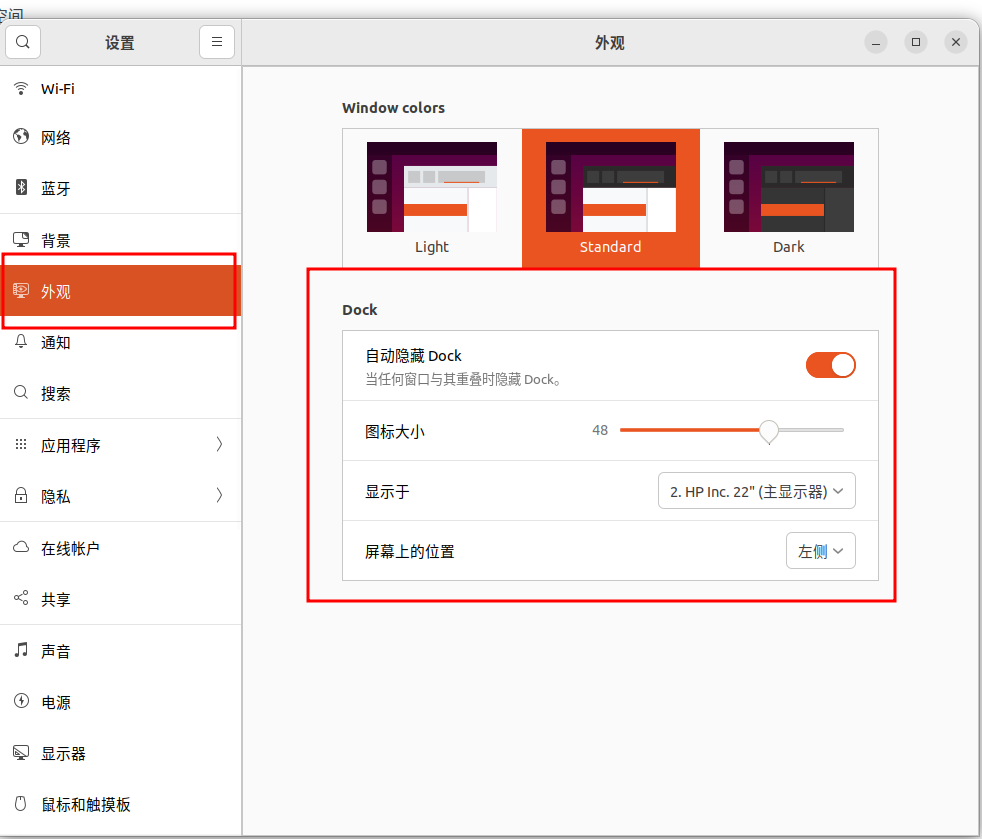 空间
设置
外观
Wi-Fi
网络
蓝牙
背景
外观
通知
搜索
应用程序
隐私
在线帐户
共享
声音
电源
显示器
鼠标和触摸板
Window colors
Light
Standard
Dark
Dock
自动隐藏 Dock
当任何窗口与其重叠时隐藏 Dock。
图标大小
48
显示于
2. HP Inc. 22" (主显示器)
屏幕上的位置
左侧